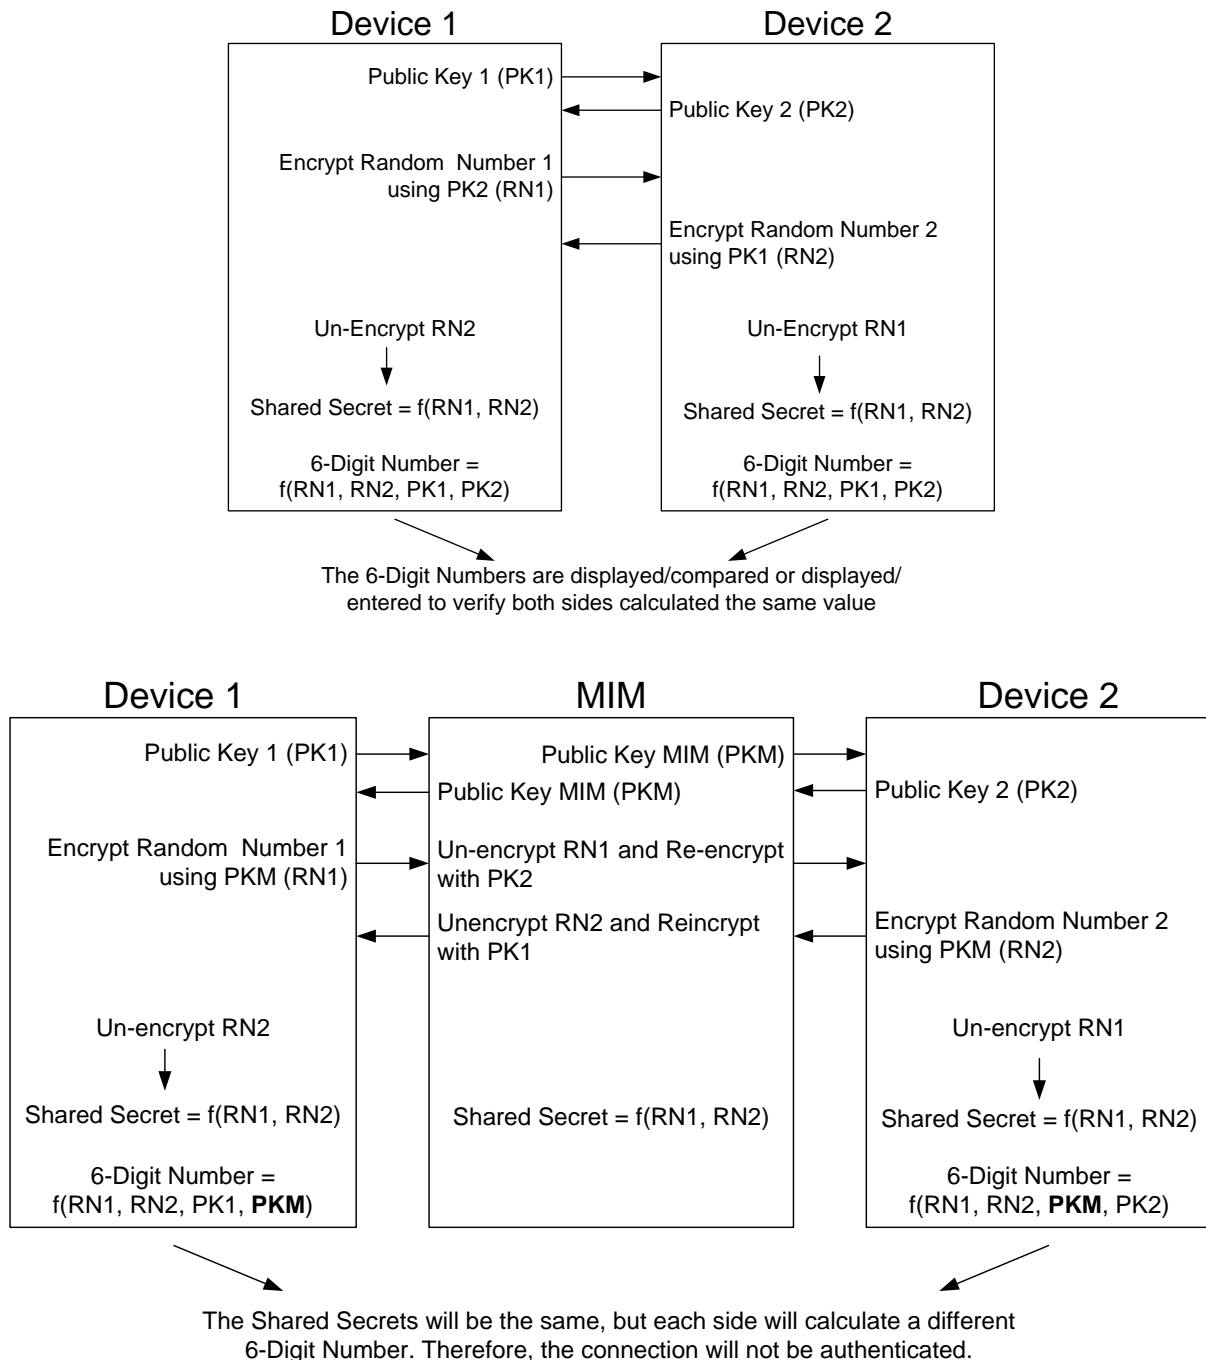 Device 1
Device 2
Public Key 1 (PK1)
Public Key 2 (PK2)
Encrypt Random  Number 1
using PK2 (RN1)
Encrypt Random Number 2
using PK1 (RN2)
Un-Encrypt RN2
Un-Encrypt RN1
Shared Secret = f(RN1, RN2)
Shared Secret = f(RN1, RN2)
6-Digit Number =
f(RN1, RN2, PK1, PK2)
6-Digit Number =
f(RN1, RN2, PK1, PK2)
The 6-Digit Numbers are displayed/compared or displayed/
entered to verify both sides calculated the same value
Device 1
MIM
Device 2
Public Key 1 (PK1)
Public Key MIM (PKM)
Public Key MIM (PKM)
Public Key 2 (PK2)
Encrypt Random  Number 1
using PKM (RN1)
Un-encrypt RN1 and Re-encrypt
with PK2
Unencrypt RN2 and Reincrypt
with PK1
Encrypt Random Number 2
using PKM (RN2)
Un-encrypt RN2
Un-encrypt RN1
Shared Secret = f(RN1, RN2)
Shared Secret = f(RN1, RN2)
Shared Secret = f(RN1, RN2)
6-Digit Number =
f(RN1, RN2, PK1, PKM)
6-Digit Number =
f(RN1, RN2, PKM, PK2)
The Shared Secrets will be the same, but each side will calculate a different
6-Digit Number. Therefore, the connection will not be authenticated.